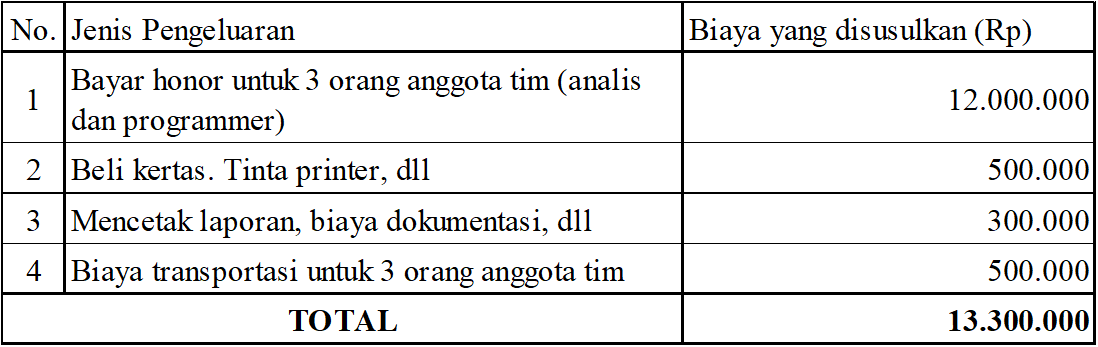 No. Jenis Pengeluaran Biaya yang disusulkan (Rp)
1 Bayar honor untuk 3 orang anggota tim (analis
dan programmer) 12.000.000
2 Beli kertas. Tinta printer, dll 500.000
3 Mencetak laporan, biaya dokumentasi, dll 300.000
4 Biaya transportasi untuk 3 orang anggota tim 500.000
TOTAL 13.300.000